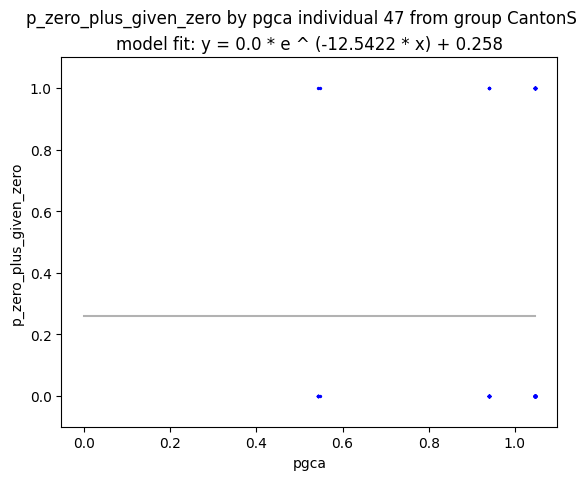 p_zero_plus_given_zero by pgca individual 47 from group CantonS
model fit: y = 0.0 * e ^ (-12.5422 * x) + 0.258
1.0
0.8
0.6
0.4
0.2
0.0
p_zero_plus_given_zero
0.0 0.2 0.4 0.6 0.8 1.0
pgca